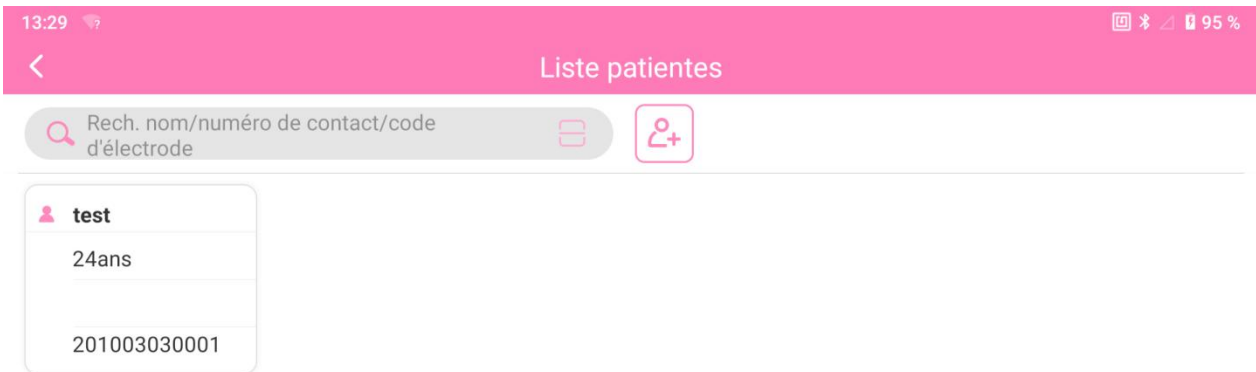 13:29 95 %
Liste patientes
Rech. nom/numéro de contact/code
d'électrode
test
24ans
201003030001